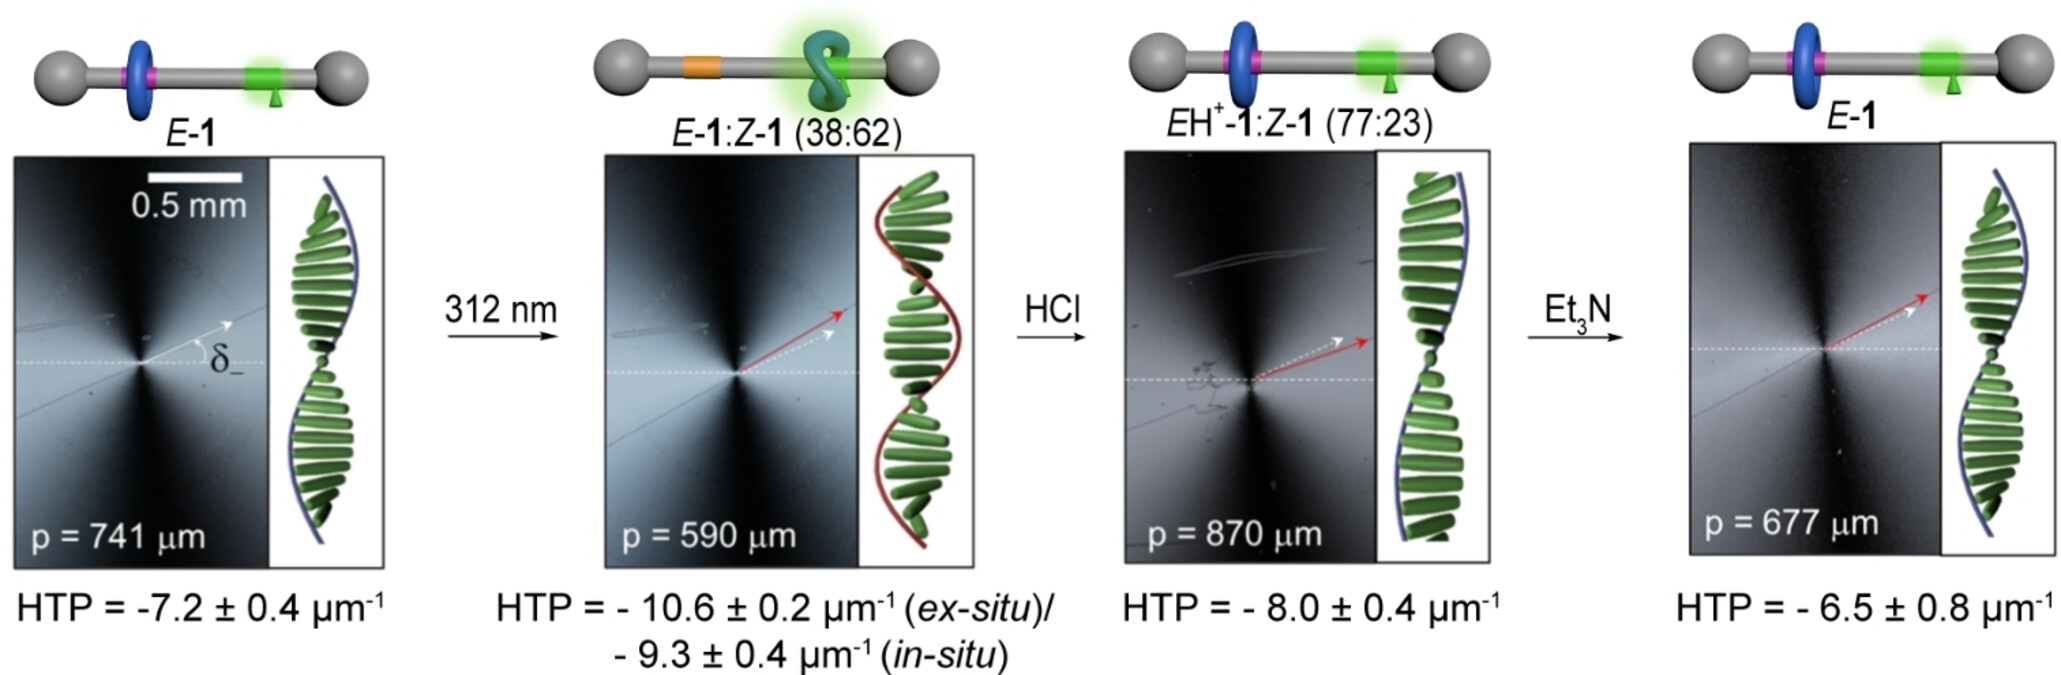 E-1
E-1:Z-1 (38:62)
EH⁺-1:Z-1 (77:23)
E-1
0.5 mm
δ_
p = 741 μm
312 nm
p = 590 μm
HCl
p = 870 μm
Et₃N
p = 677 μm
HTP = -7.2 ± 0.4 μm⁻¹
HTP = - 10.6 ± 0.2 μm⁻¹ (ex-situ)/
- 9.3 ± 0.4 μm⁻¹ (in-situ)
HTP = - 8.0 ± 0.4 μm⁻¹
HTP = - 6.5 ± 0.8 μm⁻¹